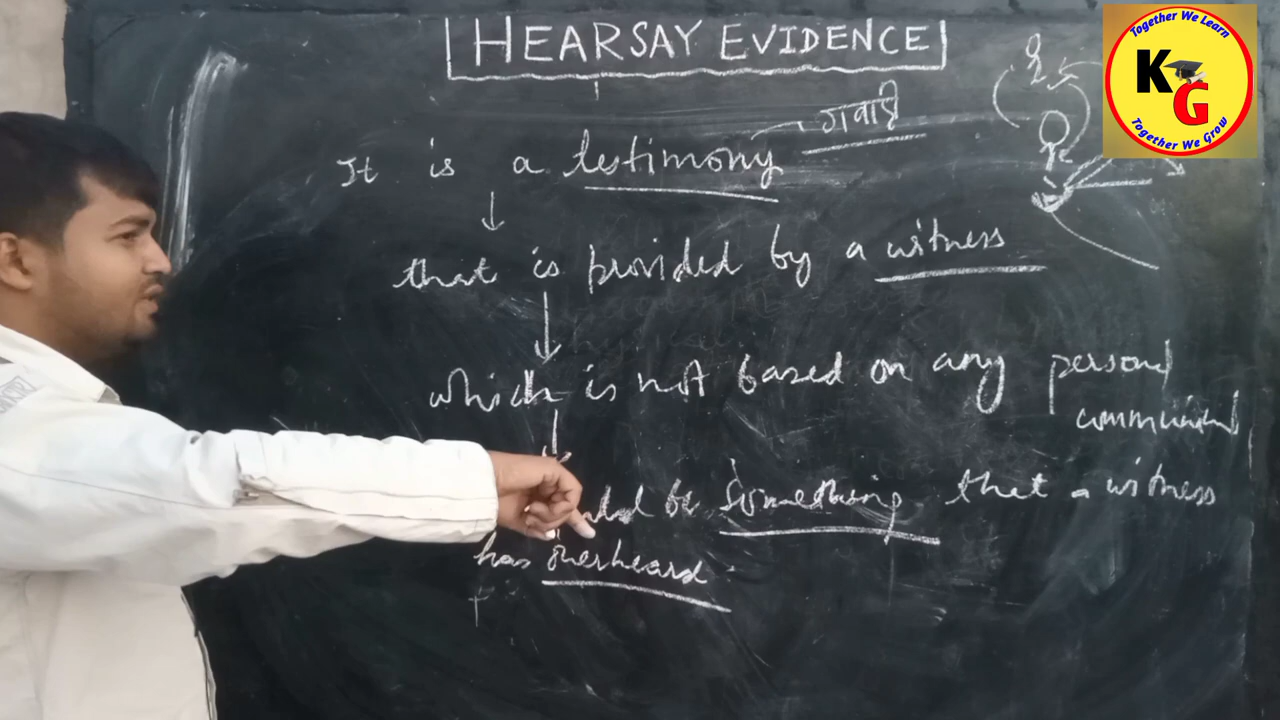 HEARSAY EVIDENCE
Together We Learn
KG
Together We Grow
गवाही
It is a testimony
that is provided by a witness
which is not based on any personal
be something that a witness
has overheard